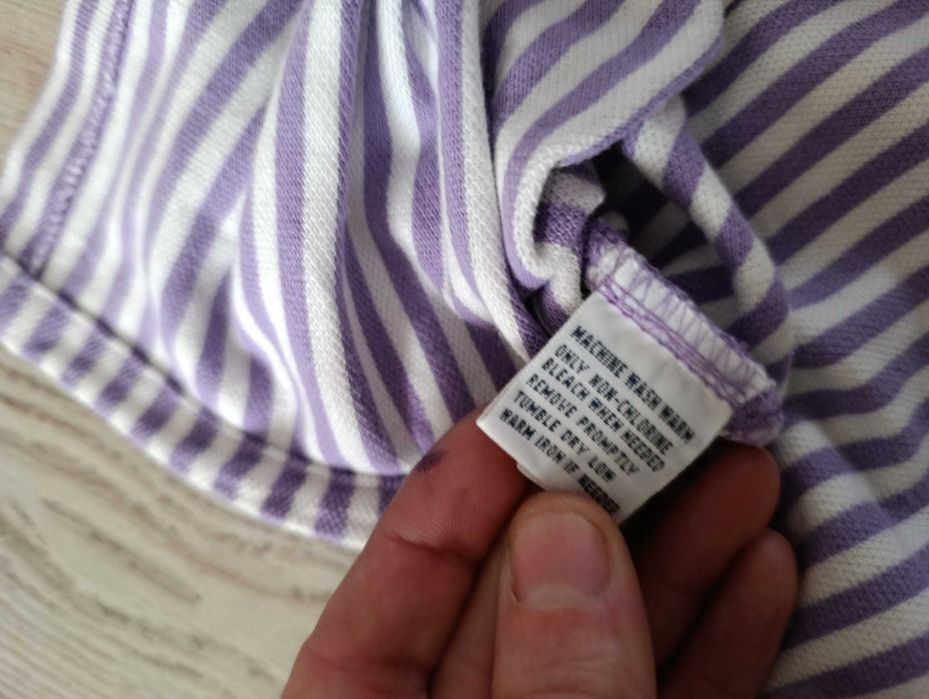 MACHINE WASH WARM
ONLY NON-CHLORINE
BLEACH WHEN NEEDED
REMOVE PROMPTLY
TUMBLE DRY LOW
WARM IRON IF NEEDED